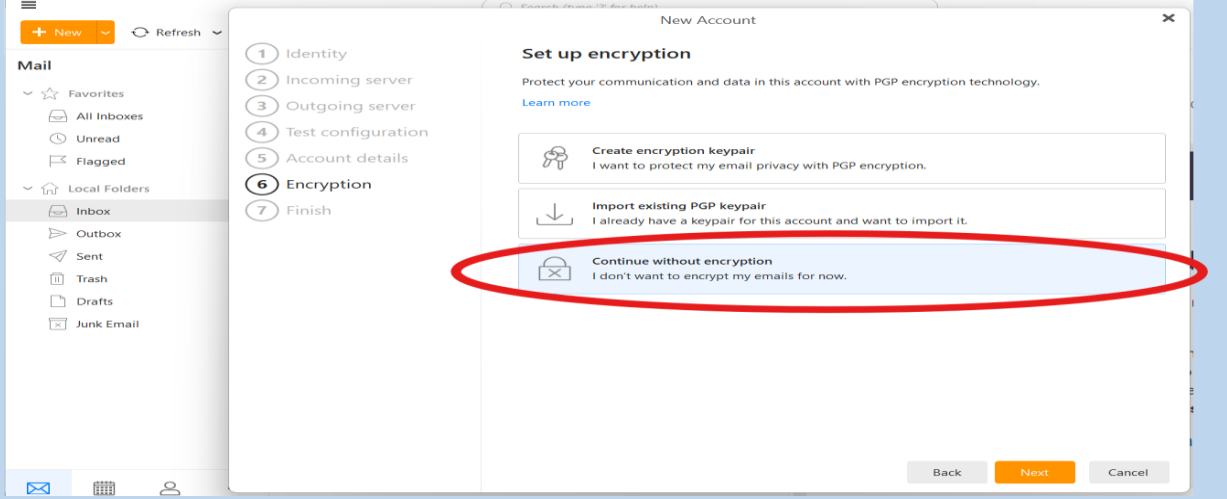 Search (type '?' for help)
New Account
New
Refresh
Mail
Favorites
All Inboxes
Unread
Flagged
Local Folders
Inbox
Outbox
Sent
Trash
Drafts
Junk Email
1 Identity
2 Incoming server
3 Outgoing server
4 Test configuration
5 Account details
6 Encryption
7 Finish
Set up encryption
Protect your communication and data in this account with PGP encryption technology.
Learn more
Create encryption keypair
I want to protect my email privacy with PGP encryption.
Import existing PGP keypair
I already have a keypair for this account and want to import it.
Continue without encryption
I don't want to encrypt my emails for now.
Back
Next
Cancel